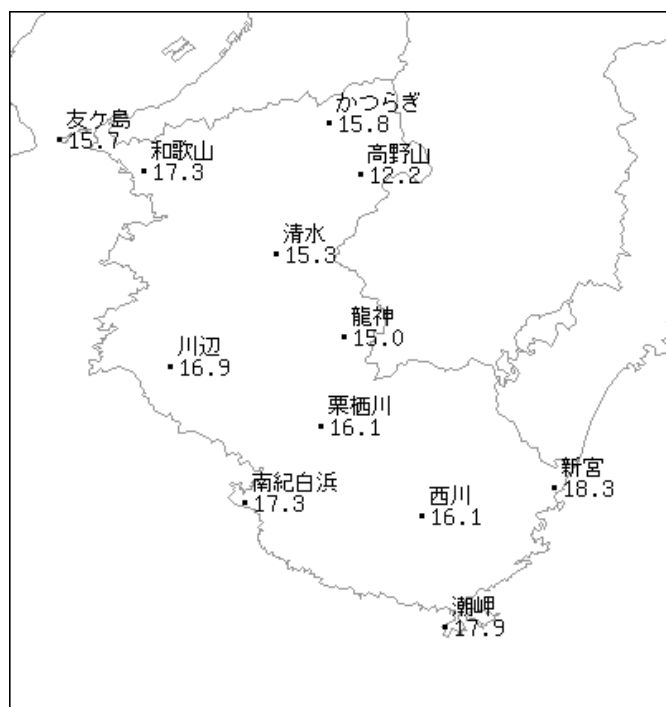 かつらぎ
15.8
友ケ島
15.7
和歌山
17.3
高野山
12.2
清水
15.3
龍神
15.0
川辺
16.9
栗栖川
16.1
新宮
18.3
南紀白浜
17.3
西川
16.1
潮岬
17.9